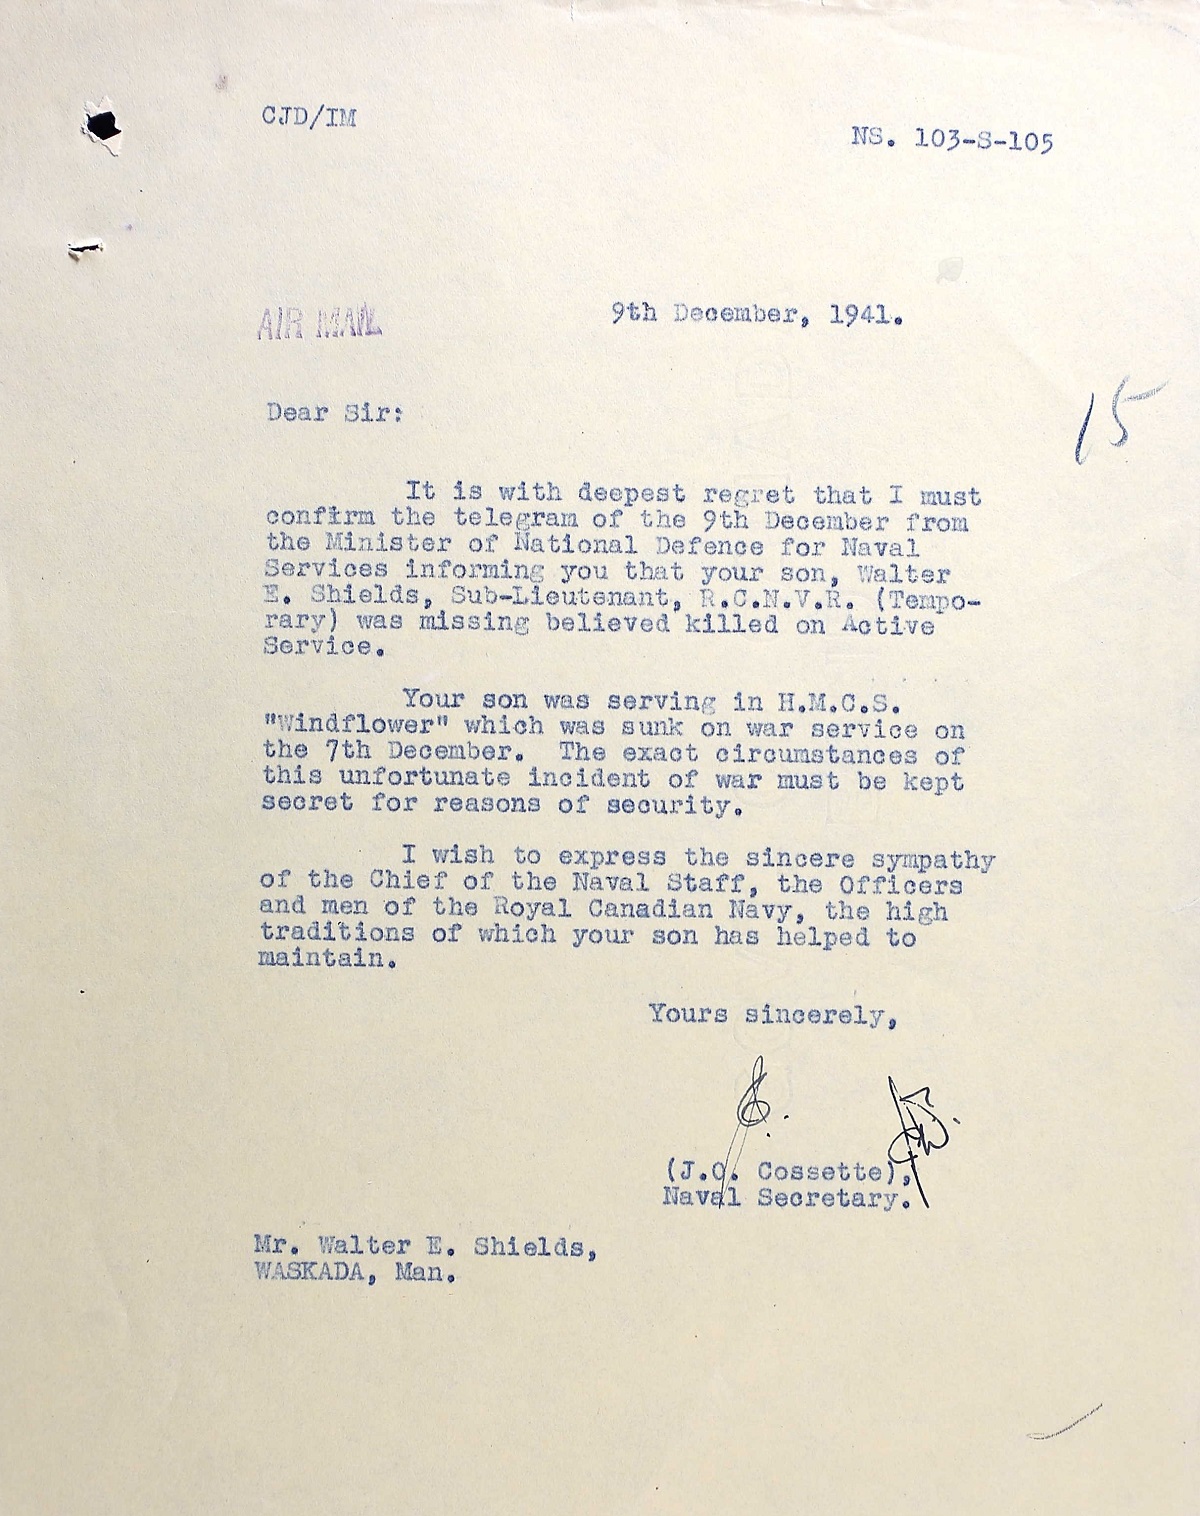 CJD/IM
NS. 103-S-105
AIR MAIL
9th December, 1941.
15
Dear Sir:
It is with deepest regret that I must
confirm the telegram of the 9th December from
the Minister of National Defence for Naval
Services informing you that your son, Walter
E. Shields, Sub-Lieutenant, R.C.N.V.R. (Tempo-
rary) was missing believed killed on Active
Service.
Your son was serving in H.M.C.S.
"Windflower" which was sunk on war service on
the 7th December. The exact circumstances of
this unfortunate incident of war must be kept
secret for reasons of security.
I wish to express the sincere sympathy
of the Chief of the Naval Staff, the Officers
and men of the Royal Canadian Navy, the high
traditions of which your son has helped to
maintain.
Yours sincerely,
(J.O. Cossette),
Naval Secretary.
Mr. Walter E. Shields,
WASKADA, Man.